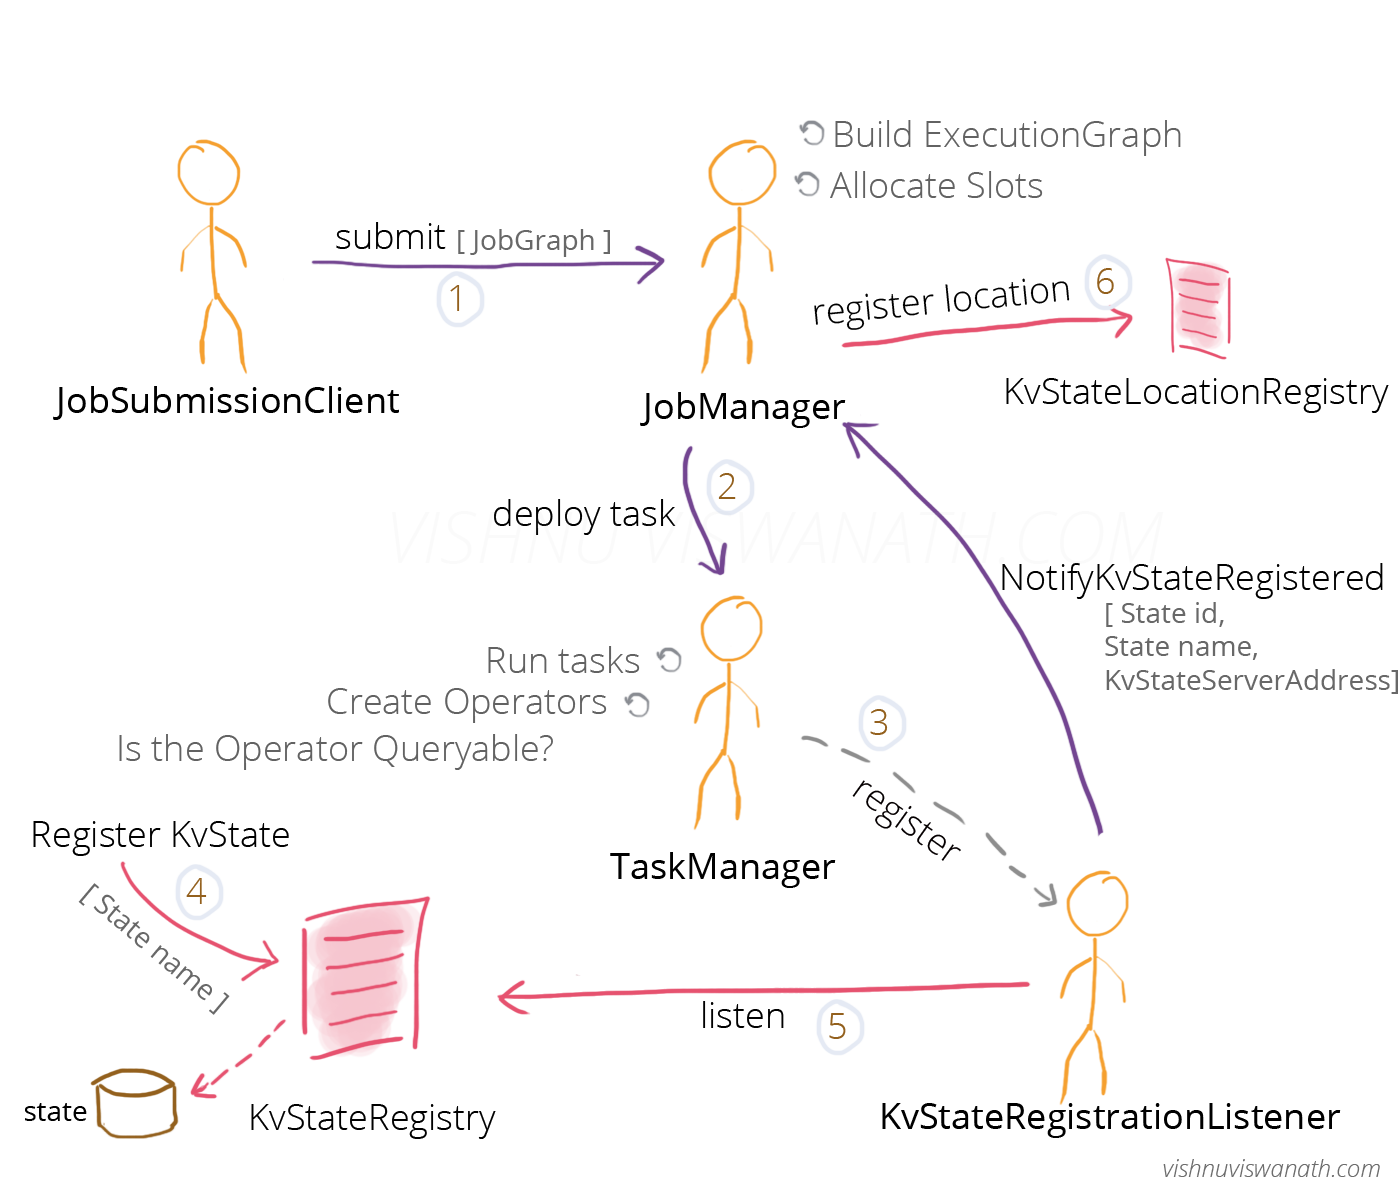 Build ExecutionGraph
Allocate Slots
submit [ JobGraph ]
1
register location 6
JobSubmissionClient
JobManager
KvStateLocationRegistry
2
deploy task
VISHNU VISWANATH.COM
NotifyKvStateRegistered
[ State id,
State name,
KvStateServerAddress]
Run tasks
Create Operators
Is the Operator Queryable?
3
register
TaskManager
Register KvState
4
[ State name ]
listen
5
state
KvStateRegistry
KvStateRegistrationListener
vishnuviswanath.com